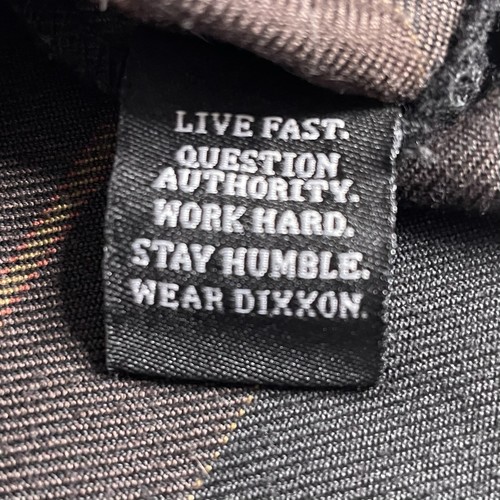 LIVE FAST.
QUESTION
AUTHORITY.
WORK HARD.
STAY HUMBLE.
WEAR DIXXON.